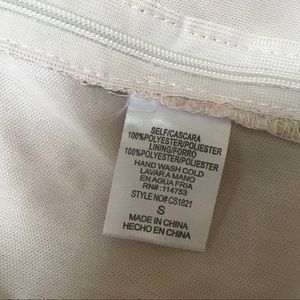 SELF/CASCARA
100%POLYESTER/POLIESTER
LINING/FORRO
100%POLYESTER/POLIESTER
HAND WASH COLD
LAVAR A MANO
EN AGUA FRIA
RN#:114753
STYLE NO# CS1821
S
MADE IN CHINA
HECHO EN CHINA